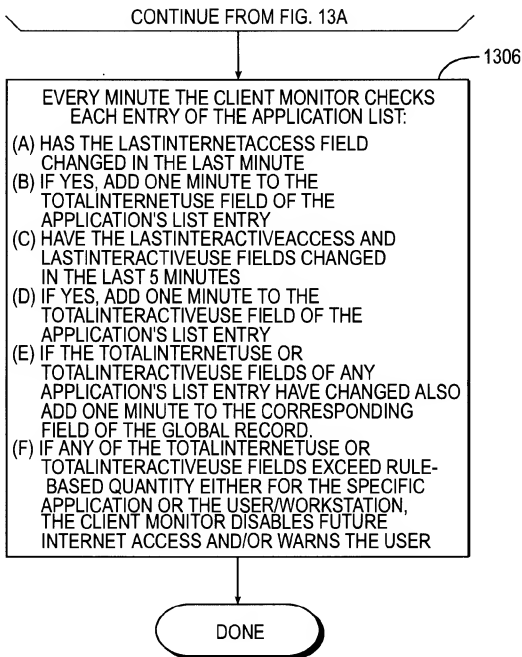 CONTINUE FROM FIG. 13A
1306
EVERY MINUTE THE CLIENT MONITOR CHECKS
EACH ENTRY OF THE APPLICATION LIST:
(A) HAS THE LASTINTERNETACCESS FIELD
CHANGED IN THE LAST MINUTE
(B) IF YES, ADD ONE MINUTE TO THE
TOTALINTERNETUSE FIELD OF THE
APPLICATION'S LIST ENTRY
(C) HAVE THE LASTINTERACTIVEACCESS AND
LASTINTERACTIVEUSE FIELDS CHANGED
IN THE LAST 5 MINUTES
(D) IF YES, ADD ONE MINUTE TO THE
TOTALINTERACTIVEUSE FIELD OF THE
APPLICATION'S LIST ENTRY
(E) IF THE TOTALINTERNETUSE OR
TOTALINTERACTIVEUSE FIELDS OF ANY
APPLICATION'S LIST ENTRY HAVE CHANGED ALSO
ADD ONE MINUTE TO THE CORRESPONDING
FIELD OF THE GLOBAL RECORD.
(F) IF ANY OF THE TOTALINTERNETUSE OR
TOTALINTERACTIVEUSE FIELDS EXCEED RULE-
BASED QUANTITY EITHER FOR THE SPECIFIC
APPLICATION OR THE USER/WORKSTATION,
THE CLIENT MONITOR DISABLES FUTURE
INTERNET ACCESS AND/OR WARNS THE USER
DONE